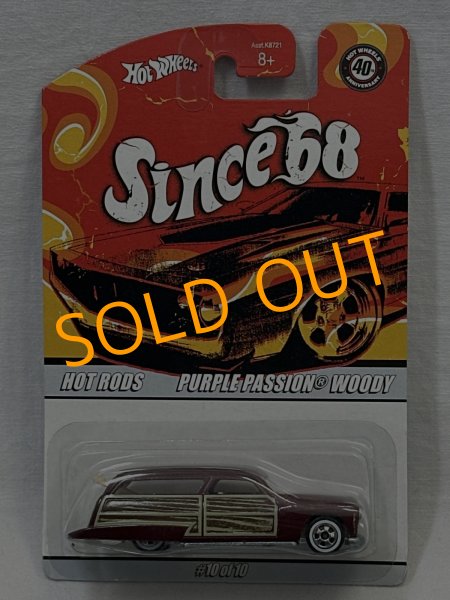 Asst.K8721
8+
HOT WHEELS
HOT WHEELS
40TH
ANNIVERSARY
Since '68
SOLD OUT
HOT RODS
PURPLE PASSION® WOODY
#10 of 10